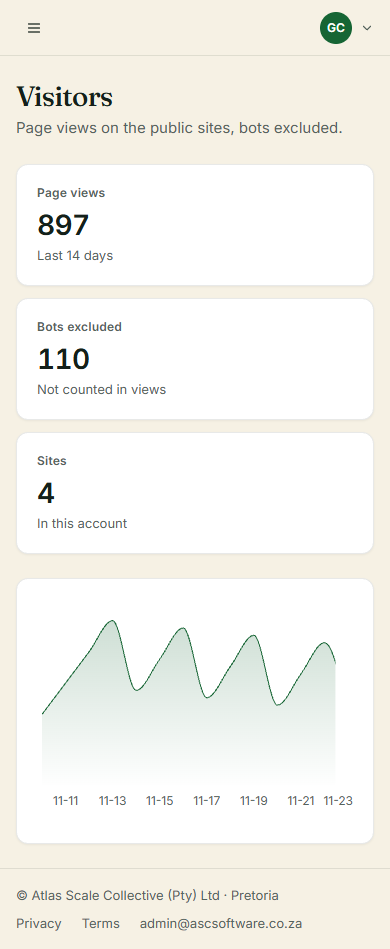 GC
Visitors
Page views on the public sites, bots excluded.
Page views
897
Last 14 days
Bots excluded
110
Not counted in views
Sites
4
In this account
11-11 11-13 11-15 11-17 11-19 11-21 11-23
© Atlas Scale Collective (Pty) Ltd · Pretoria
Privacy Terms admin@ascsoftware.co.za